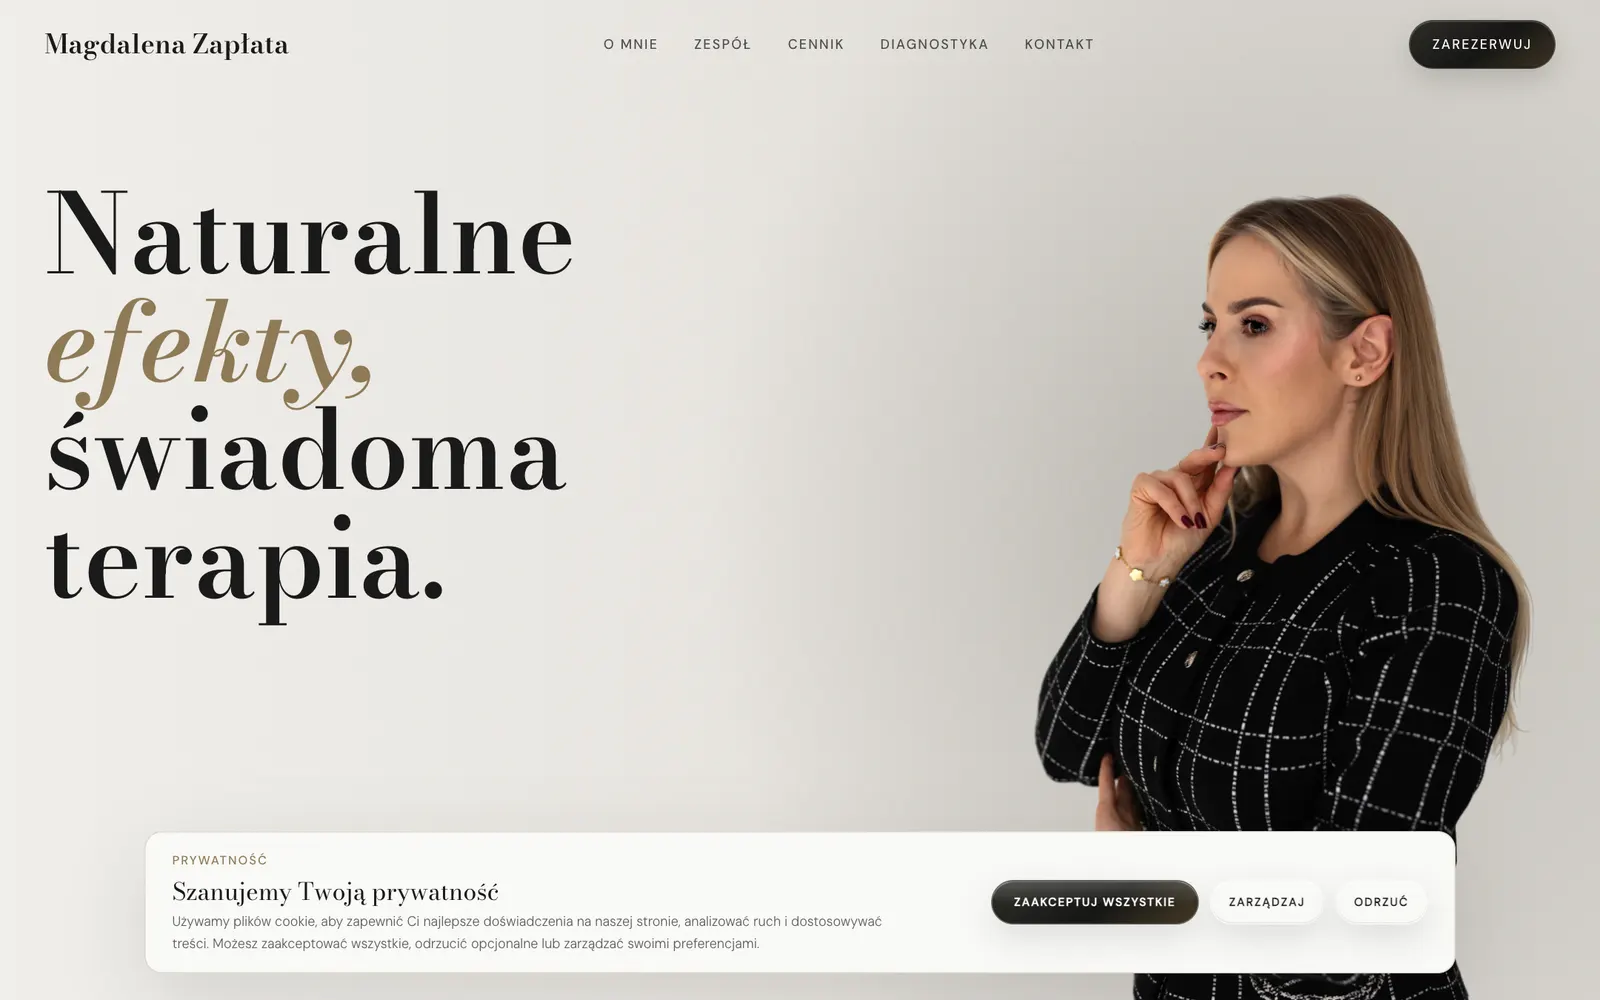 Magdalena Zapłata
O MNIE
ZESPÓŁ
CENNIK
DIAGNOSTYKA
KONTAKT
ZAREZERWUJ
Naturalne
efekty,
świadoma
terapia.
PRYWATNOŚĆ
Szanujemy Twoją prywatność
Używamy plików cookie, aby zapewnić Ci najlepsze doświadczenia na naszej stronie, analizować ruch i dostosowywać
treści. Możesz zaakceptować wszystkie, odrzucić opcjonalne lub zarządzać swoimi preferencjami.
ZAAKCEPTUJ WSZYSTKIE
ZARZĄDZAJ
ODRZUĆ